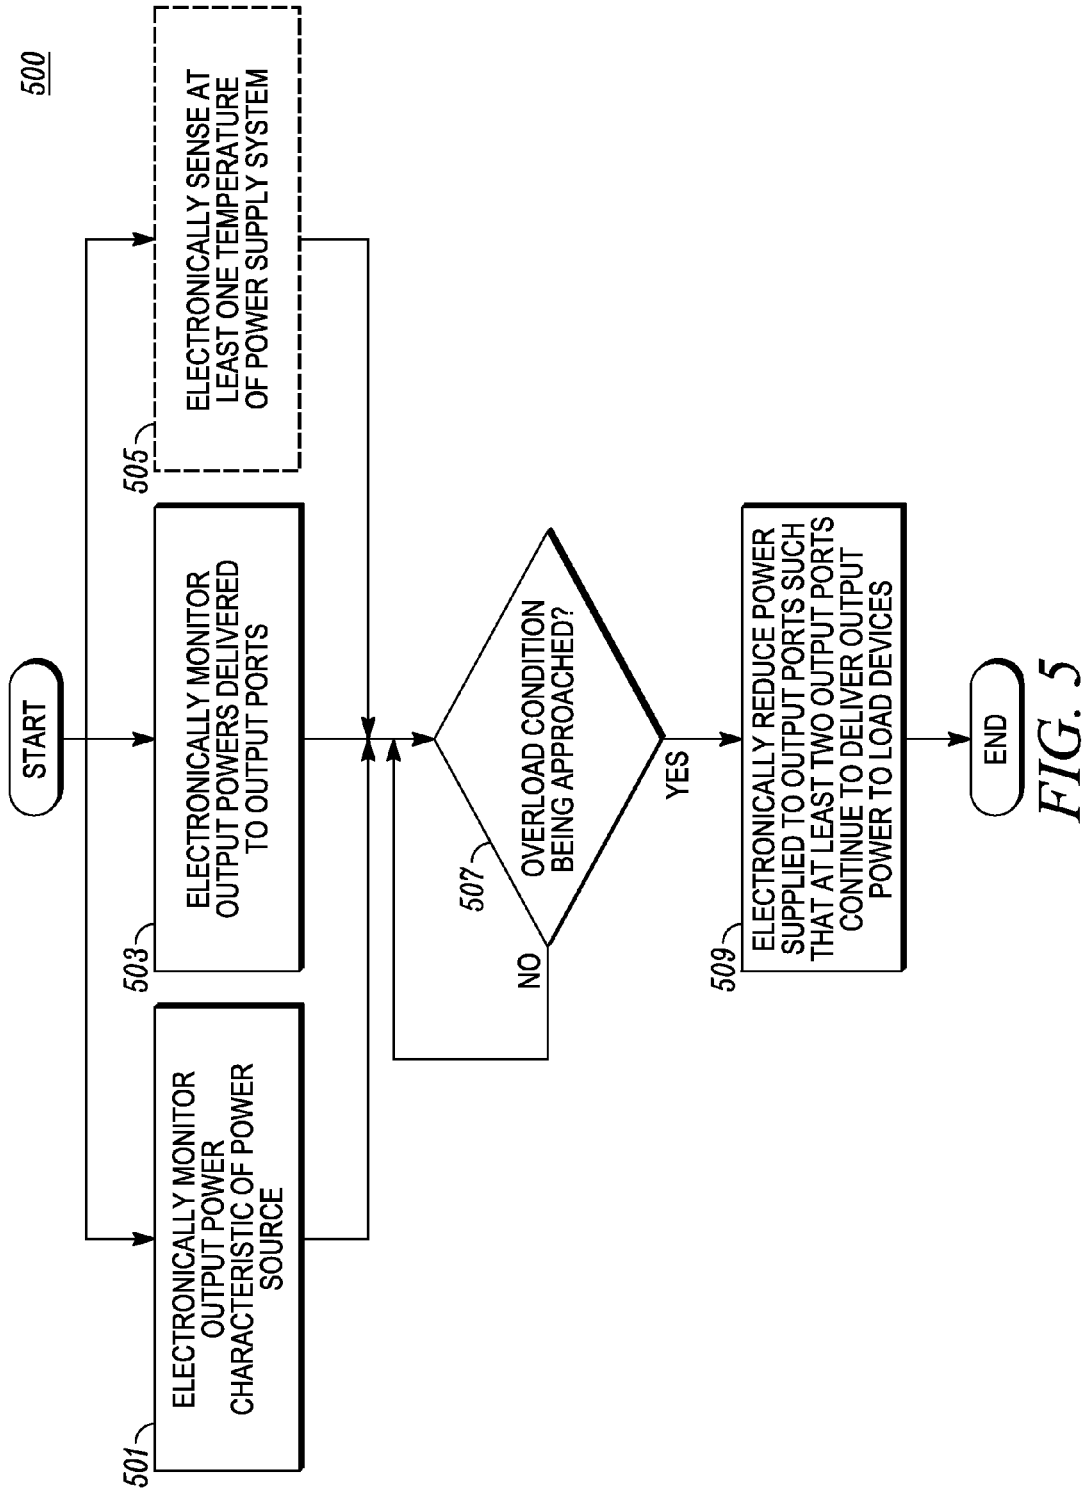 500
START
501
ELECTRONICALLY MONITOR
OUTPUT POWER
CHARACTERISTIC OF POWER
SOURCE
503
ELECTRONICALLY MONITOR
OUTPUT POWERS DELIVERED
TO OUTPUT PORTS
505
ELECTRONICALLY SENSE AT
LEAST ONE TEMPERATURE
OF POWER SUPPLY SYSTEM
507
OVERLOAD CONDITION
BEING APPROACHED?
NO
YES
509
ELECTRONICALLY REDUCE POWER
SUPPLIED TO OUTPUT PORTS SUCH
THAT AT LEAST TWO OUTPUT PORTS
CONTINUE TO DELIVER OUTPUT
POWER TO LOAD DEVICES
END
FIG. 5